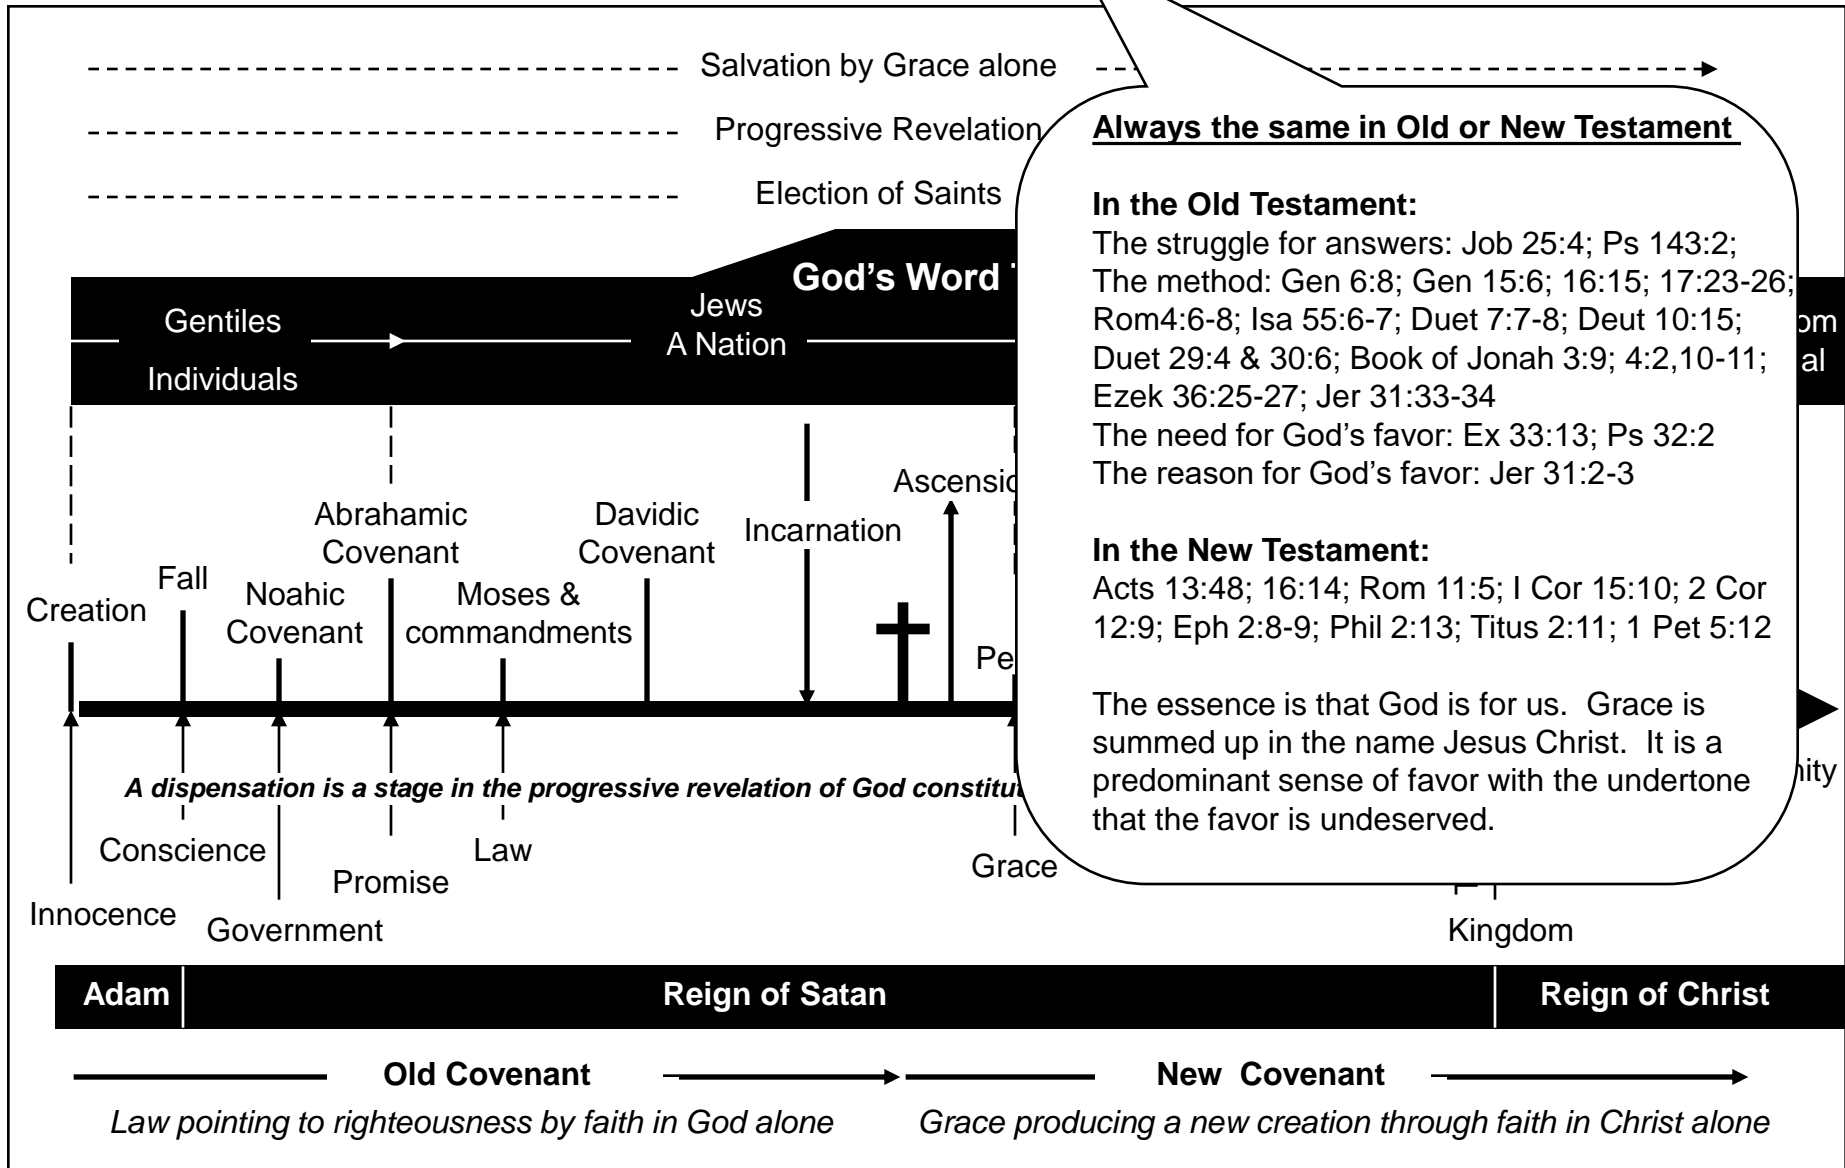 Salvation by Grace alone
Progressive Revelation
Election of Saints
God’s Word
Jews
A Nation
Gentiles
Individuals
Always the same in Old or New Testament
In the Old Testament:
The struggle for answers: Job 25:4; Ps 143:2;
The method: Gen 6:8; Gen 15:6; 16:15; 17:23-26;
Rom4:6-8; Isa 55:6-7; Duet 7:7-8; Deut 10:15;
Duet 29:4 & 30:6; Book of Jonah 3:9; 4:2,10-11;
Ezek 36:25-27; Jer 31:33-34
The need for God’s favor: Ex 33:13; Ps 32:2
The reason for God’s favor: Jer 31:2-3
In the New Testament:
Acts 13:48; 16:14; Rom 11:5; I Cor 15:10; 2 Cor
12:9; Eph 2:8-9; Phil 2:13; Titus 2:11; 1 Pet 5:12
The essence is that God is for us.  Grace is
summed up in the name Jesus Christ.  It is a
predominant sense of favor with the undertone
that the favor is undeserved.
Creation
Fall
Noahic
Covenant
Abrahamic
Covenant
Moses &
commandments
Davidic
Covenant
Incarnation
A dispensation is a stage in the progressive revelation of God
Innocence
Conscience
Government
Promise
Law
Grace
Kingdom
Adam
Reign of Satan
Reign of Christ
Old Covenant
New  Covenant
Law pointing to righteousness by faith in God alone
Grace producing a new creation through faith in Christ alone